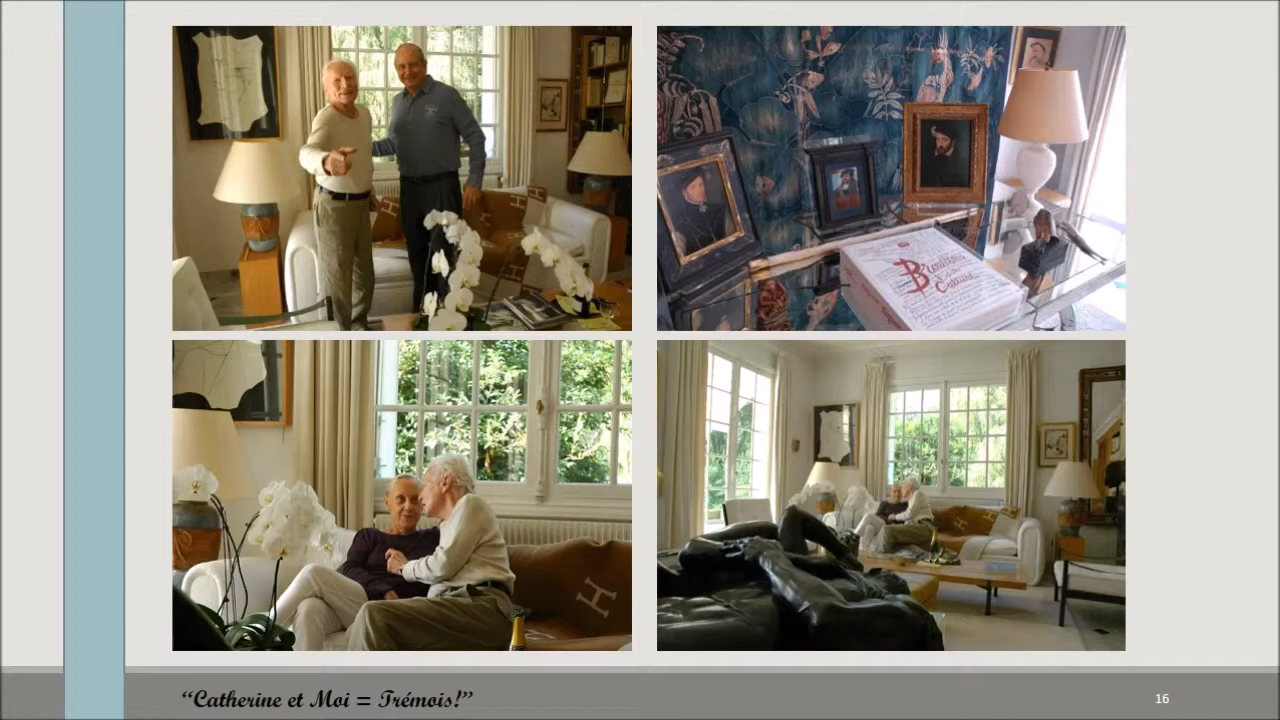 H
H
H
H
H
“Catherine et Moi = Trémois!”
16